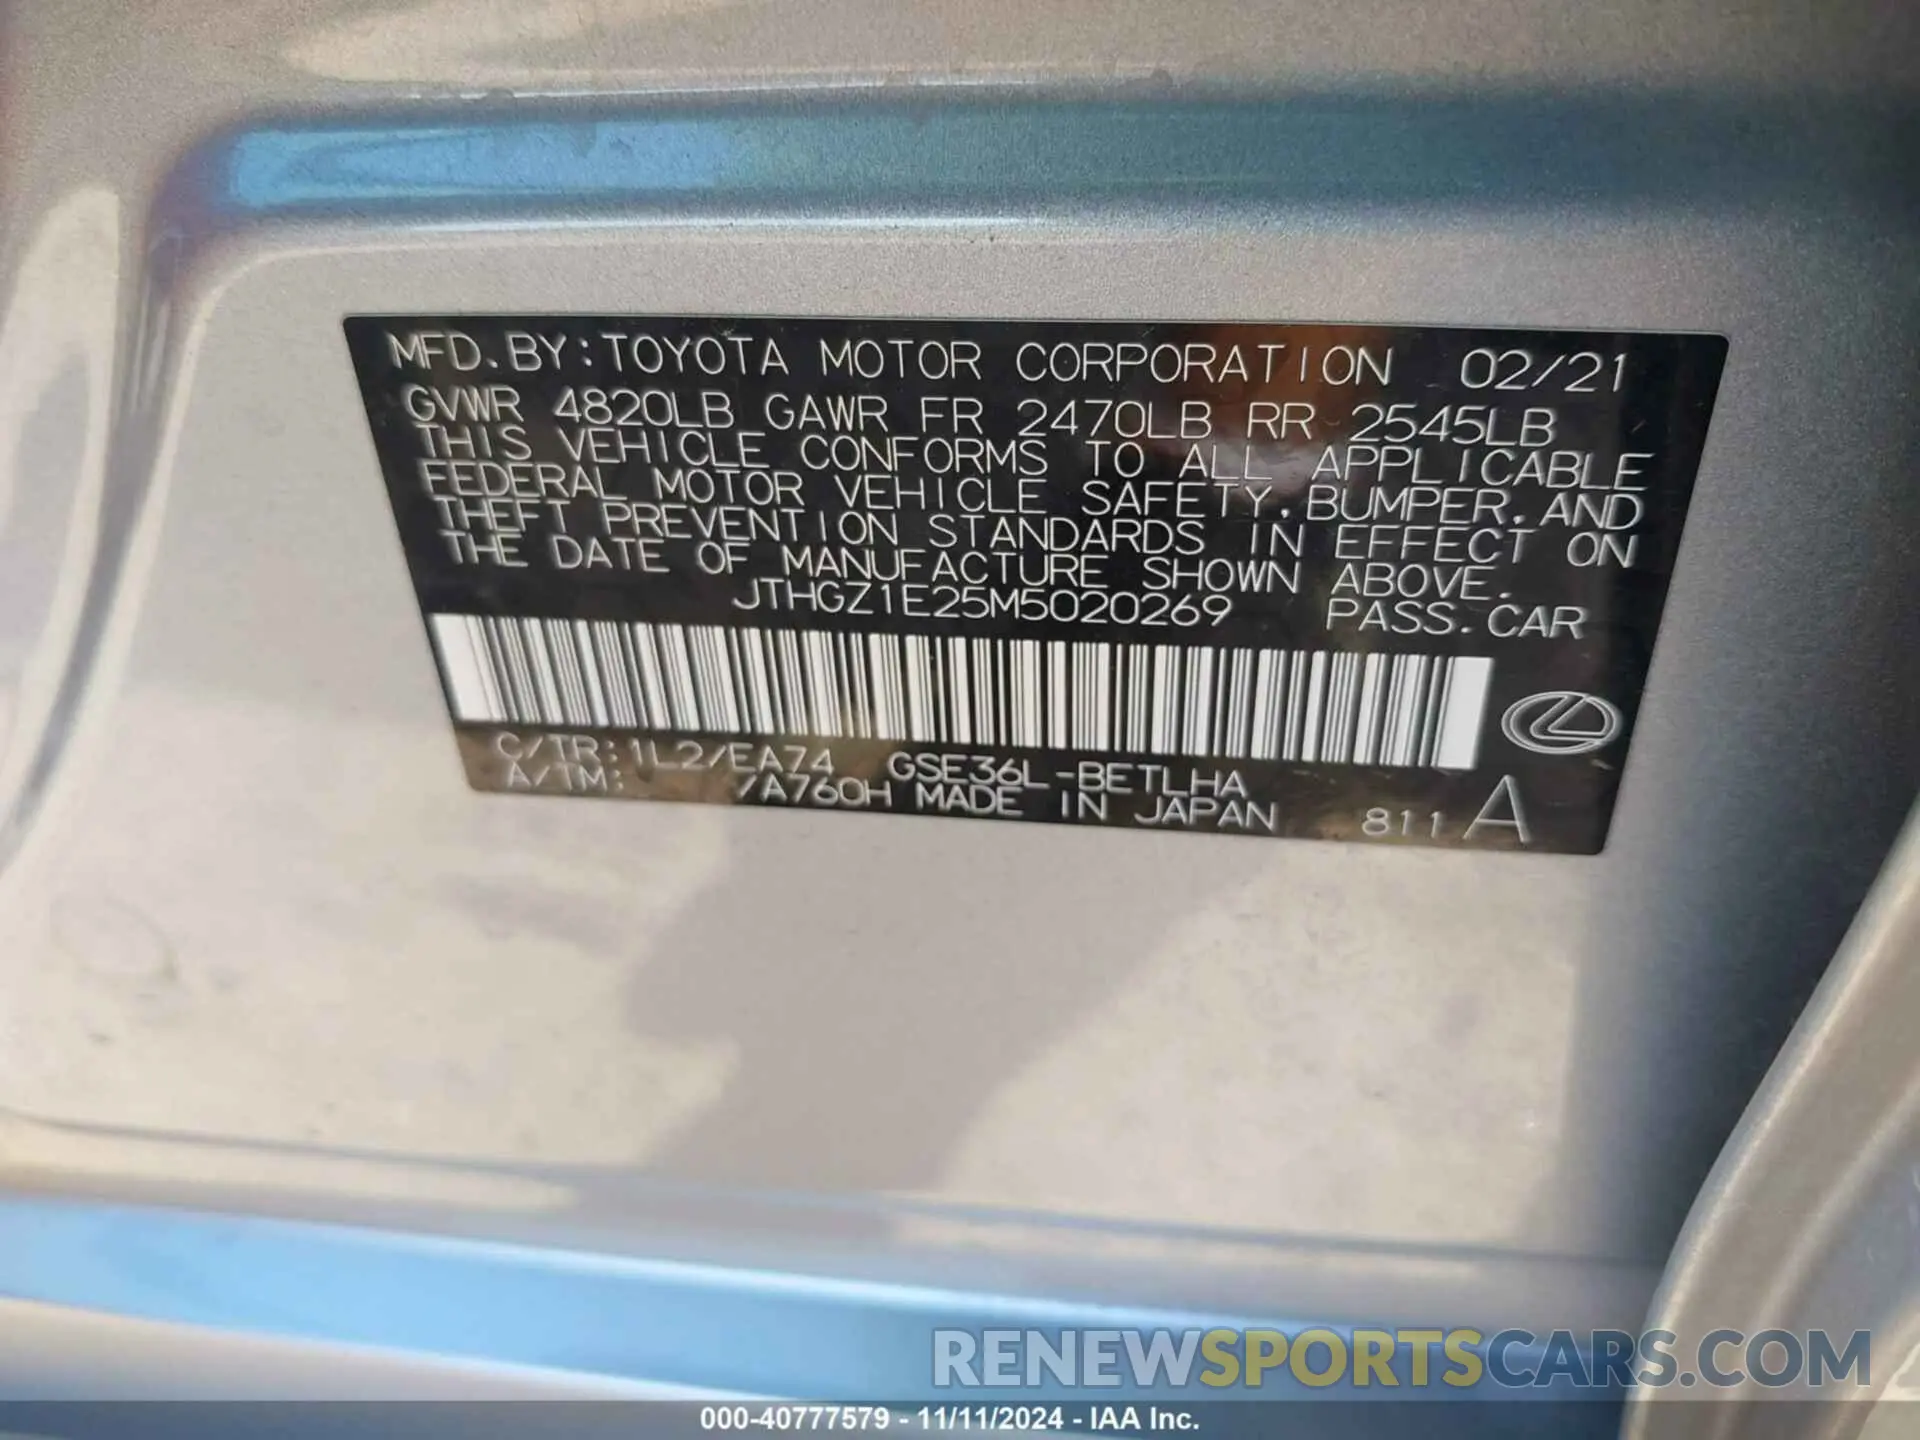 MFD.BY:TOYOTA MOTOR CORPORATION 02/21
GVWR 4820LB GAWR FR 2470LB RR 2545LB
THIS VEHICLE CONFORMS TO ALL APPLICABLE
FEDERAL MOTOR VEHICLE SAFETY,BUMPER,AND
THEFT PREVENTION STANDARDS IN EFFECT ON
THE DATE OF MANUFACTURE SHOWN ABOVE.
JTHGZ1E25M5020269 PASS.CAR
C/TR:1L2/EA74 GSE36L-BETLHA
A/TM: /A760H MADE IN JAPAN 811 A
RENEWSPORTSCARS.COM
000-40777579 - 11/11/2024 - IAA Inc.